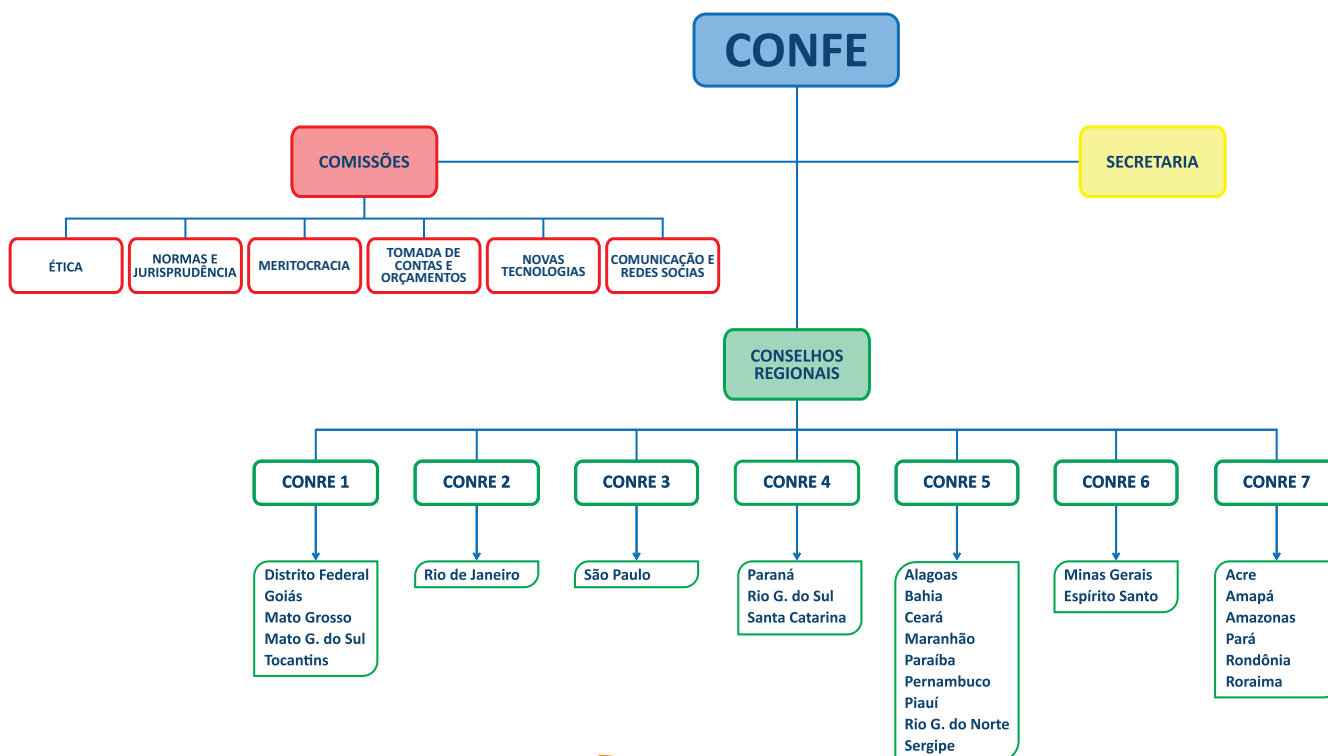 CONFE
COMISSÕES
SECRETARIA
ÉTICA
NORMAS E
JURISPRUDÊNCIA
MERITOCRACIA
TOMADA DE
CONTAS E
ORÇAMENTOS
NOVAS
TECNOLOGIAS
COMUNICAÇÃO E
REDES SOCIAS
CONSELHOS
REGIONAIS
CONRE 1
CONRE 2
CONRE 3
CONRE 4
CONRE 5
CONRE 6
CONRE 7
Distrito Federal
Goiás
Mato Grosso
Mato G. do Sul
Tocantins
Rio de Janeiro
São Paulo
Paraná
Rio G. do Sul
Santa Catarina
Alagoas
Bahia
Ceará
Maranhão
Paraíba
Pernambuco
Piauí
Rio G. do Norte
Sergipe
Minas Gerais
Espírito Santo
Acre
Amapá
Amazonas
Pará
Rondônia
Roraima